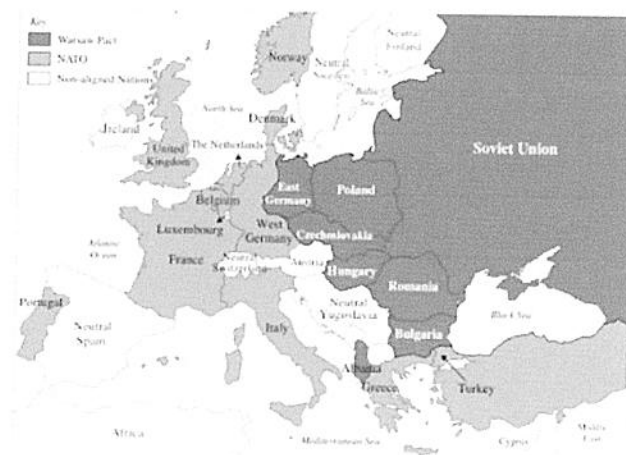 Key
Warsaw Pact
NATO
Non-aligned Nations
Norway
Neutral
Sweden
Neutral
Finland
Baltic
Sea
North Sea
Ireland
Denmark
The Netherlands
United
Kingdom
Soviet Union
East
Germany
Poland
Belgium
Luxembourg
West
Germany
Czechoslovakia
Atlantic
Ocean
France
Neutral
Switzerland
Austria
Hungary
Romania
Neutral
Yugoslavia
Portugal
Neutral
Spain
Italy
Bulgaria
Black Sea
Albania
Greece
Turkey
Africa
Mediterranean Sea
Cyprus
Middle
East